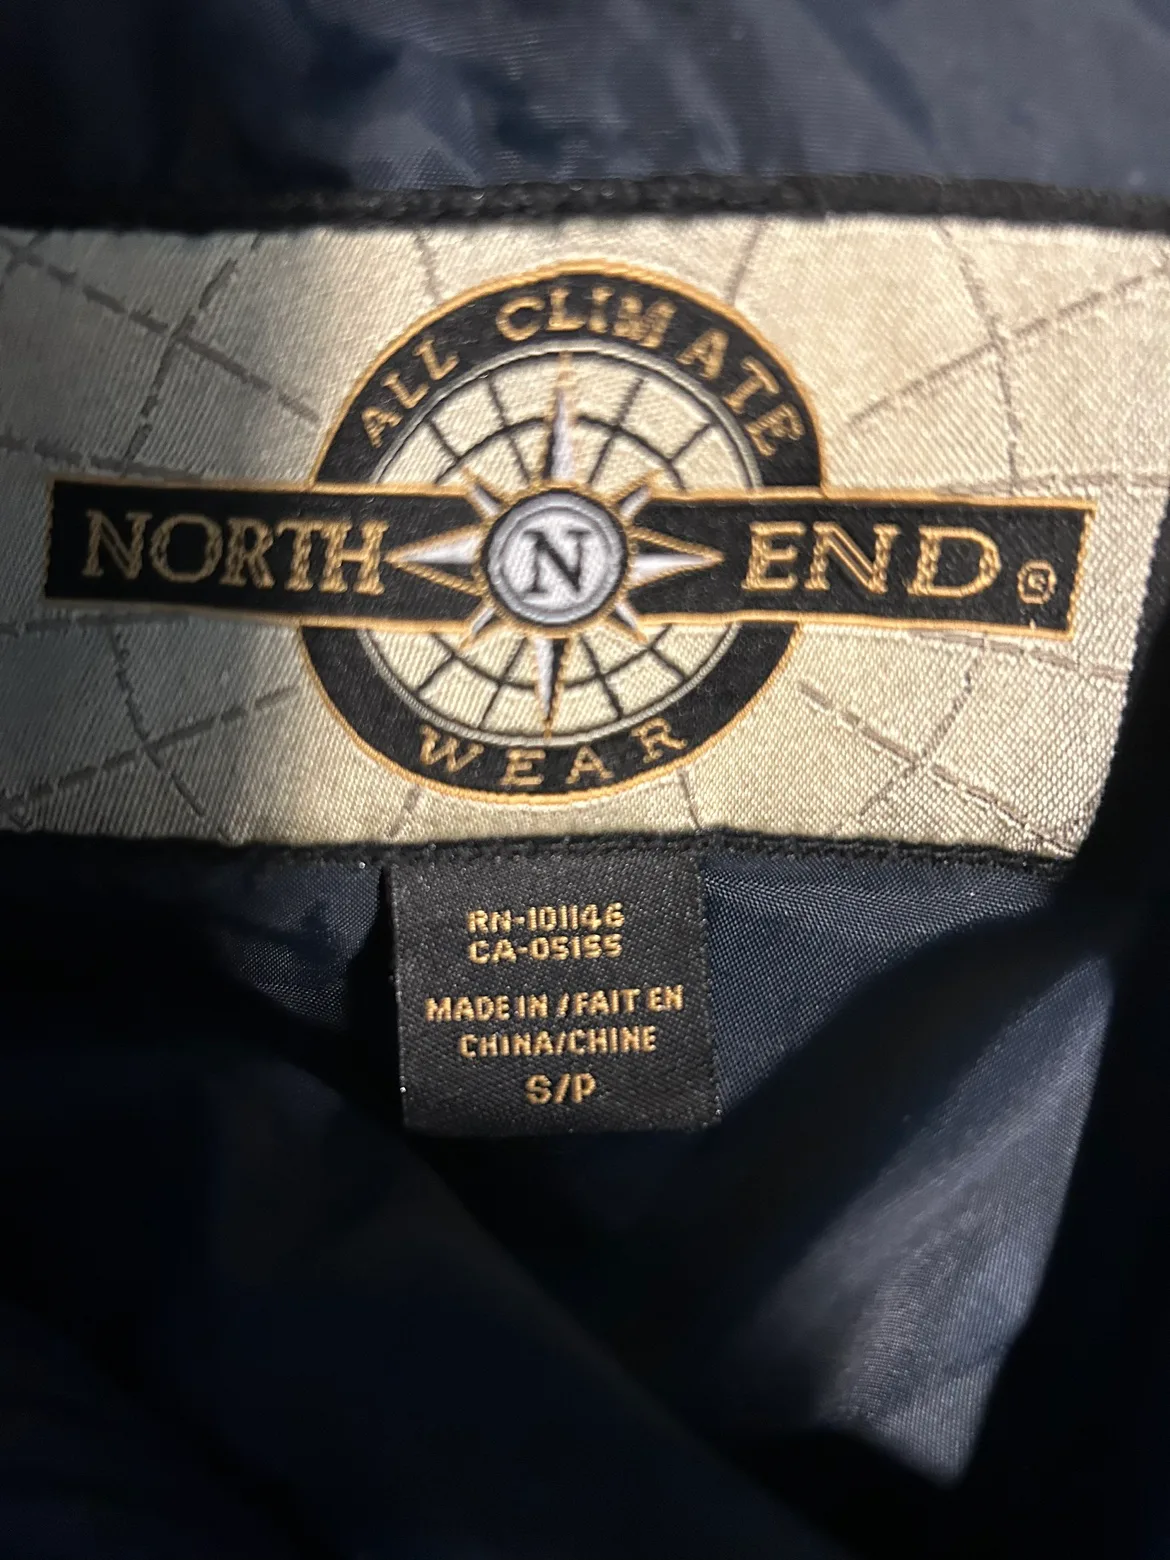 ALL CLIMATE
NORTH N END ®
WEAR
RN-101146
CA-05155
MADE IN / FAIT EN
CHINA/CHINE
S/P